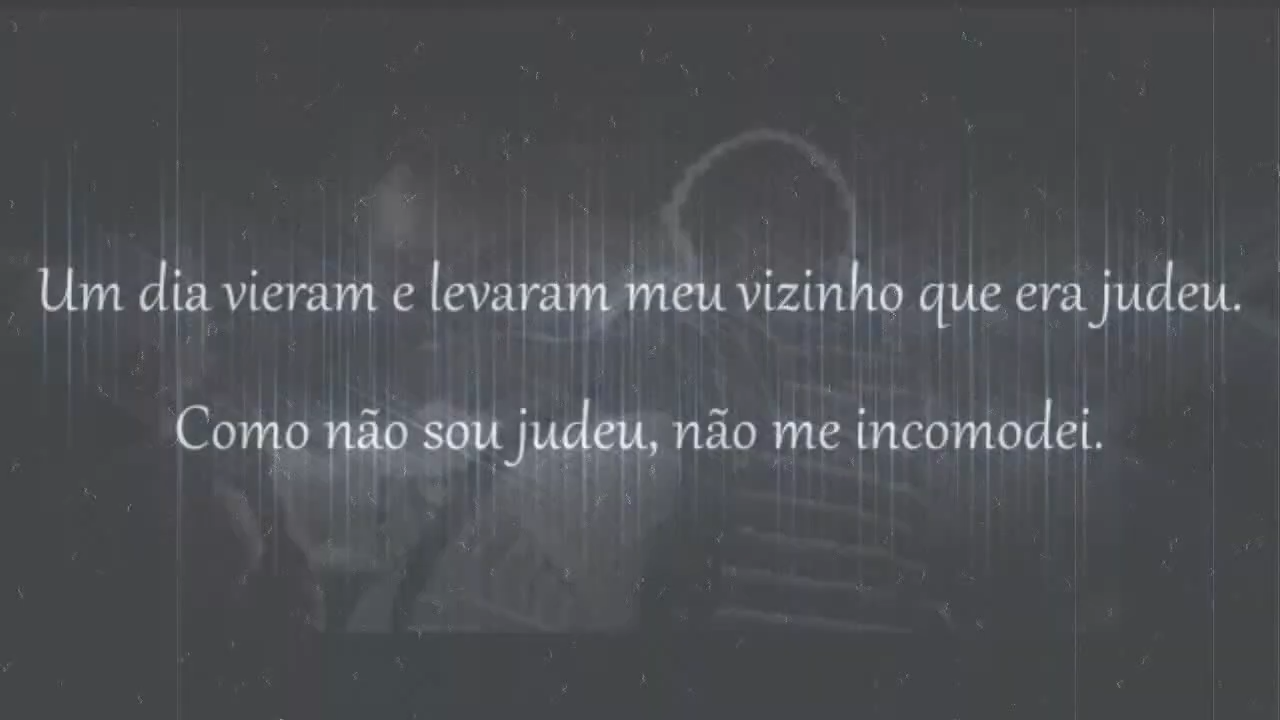 Um dia vieram e levaram meu vizinho que era judeu.
Como não sou judeu, não me incomodei.